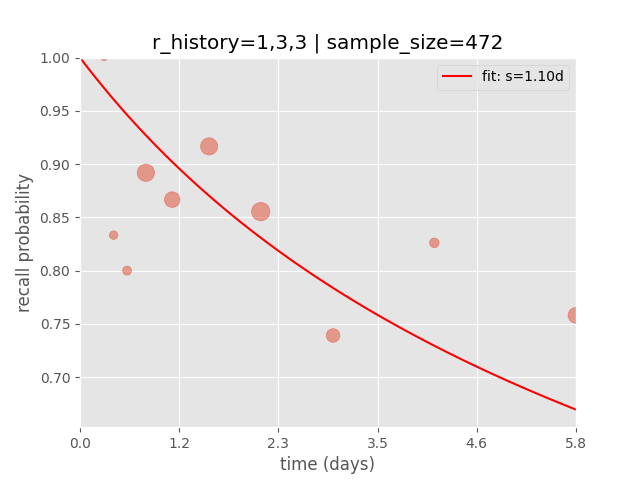 r_history=1,3,3 | sample_size=472
fit: s=1.10d
recall probability
1.00
0.95
0.90
0.85
0.80
0.75
0.70
0.0 1.2 2.3 3.5 4.6 5.8
time (days)